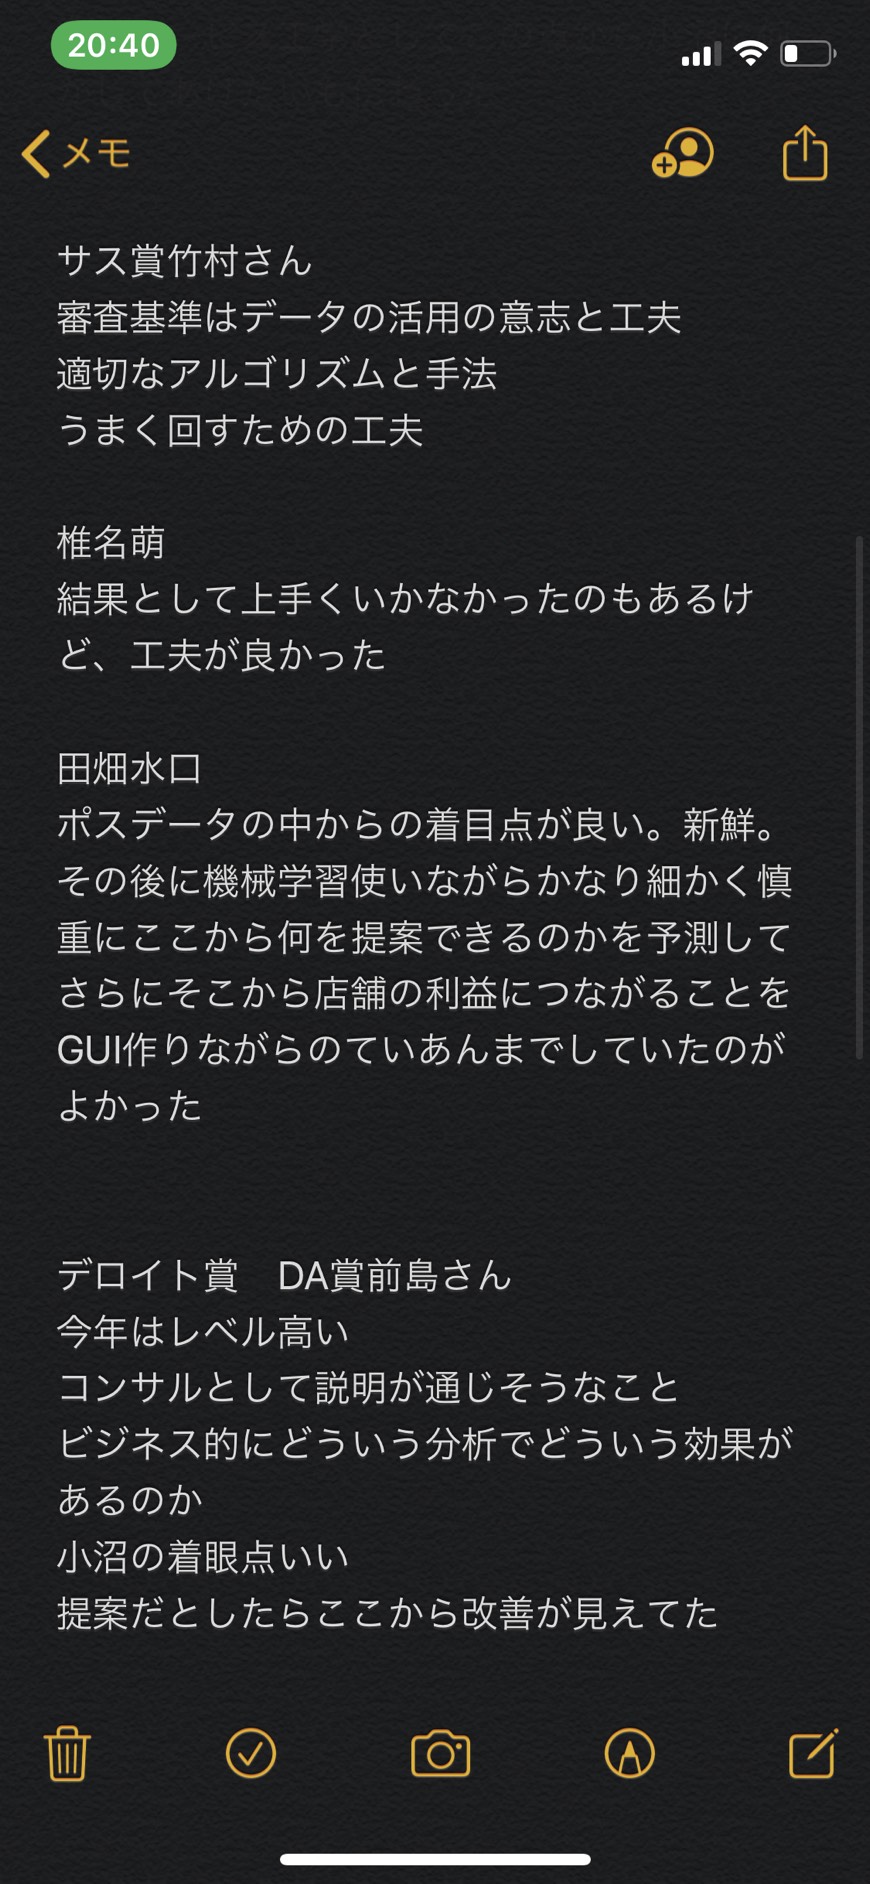 20:40
メモ
サス賞竹村さん
審査基準はデータの活用の意志と工夫
適切なアルゴリズムと手法
うまく回すための工夫
椎名萌
結果として上手くいかなかったのもあるけ
ど、工夫が良かった
田畑水口
ポスデータの中からの着目点が良い。新鮮。
その後に機械学習使いながらかなり細かく慎
重にここから何を提案できるのかを予測して
さらにそこから店舗の利益につながることを
GUI作りながらのていあんまでしていたのが
よかった
デロイト賞　DA賞前島さん
今年はレベル高い
コンサルとして説明が通じそうなこと
ビジネス的にどういう分析でどういう効果が
あるのか
小沼の着眼点いい
提案だとしたらここから改善が見えてた